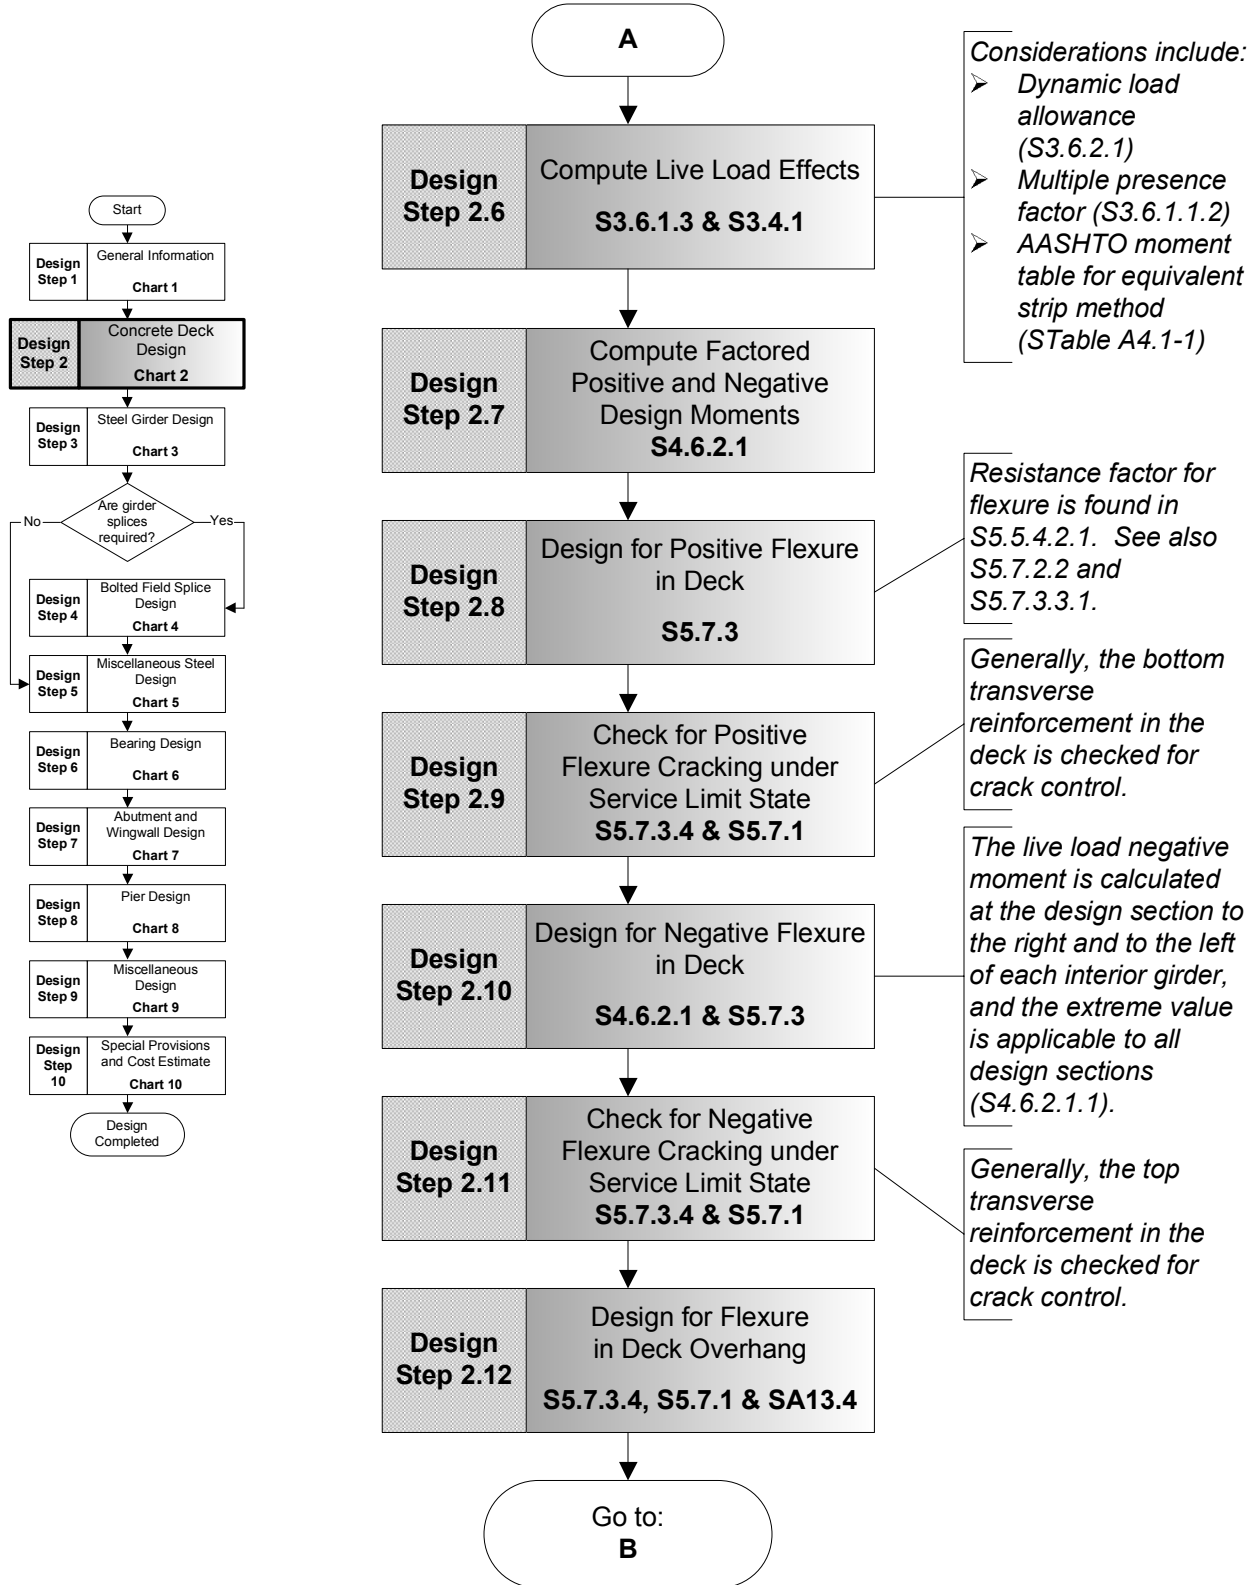 Start
Design
Step 1
General Information
Chart 1
Design
Step 2
Concrete Deck
Design
Chart 2
Design
Step 3
Steel Girder Design
Chart 3
Are girder
splices
required?
No
Yes
Design
Step 4
Bolted Field Splice
Design
Chart 4
Design
Step 5
Miscellaneous Steel
Design
Chart 5
Design
Step 6
Bearing Design
Chart 6
Design
Step 7
Abutment and
Wingwall Design
Chart 7
Design
Step 8
Pier Design
Chart 8
Design
Step 9
Miscellaneous
Design
Chart 9
Design
Step
10
Special Provisions
and Cost Estimate
Chart 10
Design
Completed
A
Design
Step 2.6
Compute Live Load Effects
S3.6.1.3 & S3.4.1
Considerations include:
➢ Dynamic load
allowance
(S3.6.2.1)
➢ Multiple presence
factor (S3.6.1.1.2)
➢ AASHTO moment
table for equivalent
strip method
(STable A4.1-1)
Design
Step 2.7
Compute Factored
Positive and Negative
Design Moments
S4.6.2.1
Design
Step 2.8
Design for Positive Flexure
in Deck
S5.7.3
Resistance factor for
flexure is found in
S5.5.4.2.1.  See also
S5.7.2.2 and
S5.7.3.3.1.
Design
Step 2.9
Check for Positive
Flexure Cracking under
Service Limit State
S5.7.3.4 & S5.7.1
Generally, the bottom
transverse
reinforcement in the
deck is checked for
crack control.
Design
Step 2.10
Design for Negative Flexure
in Deck
S4.6.2.1 & S5.7.3
The live load negative
moment is calculated
at the design section to
the right and to the left
of each interior girder,
and the extreme value
is applicable to all
design sections
(S4.6.2.1.1).
Design
Step 2.11
Check for Negative
Flexure Cracking under
Service Limit State
S5.7.3.4 & S5.7.1
Generally, the top
transverse
reinforcement in the
deck is checked for
crack control.
Design
Step 2.12
Design for Flexure
in Deck Overhang
S5.7.3.4, S5.7.1 & SA13.4
Go to:
B